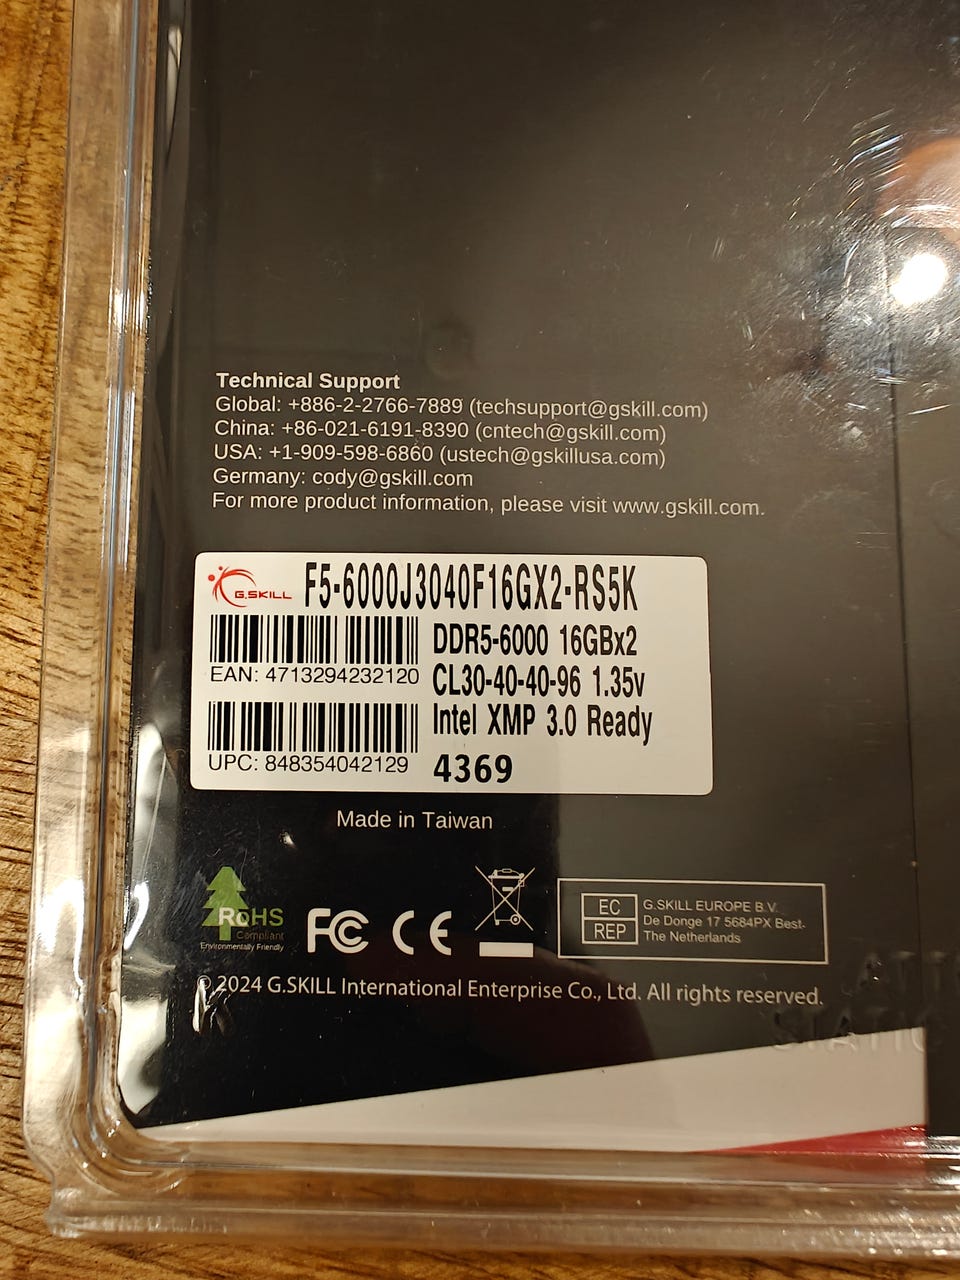 Technical Support
Global: +886-2-2766-7889 (techsupport@gskill.com)
China: +86-021-6191-8390 (cntech@gskill.com)
USA: +1-909-598-6860 (ustech@gskillusa.com)
Germany: cody@gskill.com
For more product information, please visit www.gskill.com.
G.SKILL F5-6000J3040F16GX2-RS5K
DDR5-6000 16GBx2
EAN: 4713294232120
CL30-40-40-96 1.35v
Intel XMP 3.0 Ready
UPC: 848354042129
4369
Made in Taiwan
RoHS
Compliant
Environmentally Friendly
FC CE
EC REP
G.SKILL EUROPE B.V.
De Donge 17 5684PX Best-
The Netherlands
© 2024 G.SKILL International Enterprise Co., Ltd. All rights reserved.